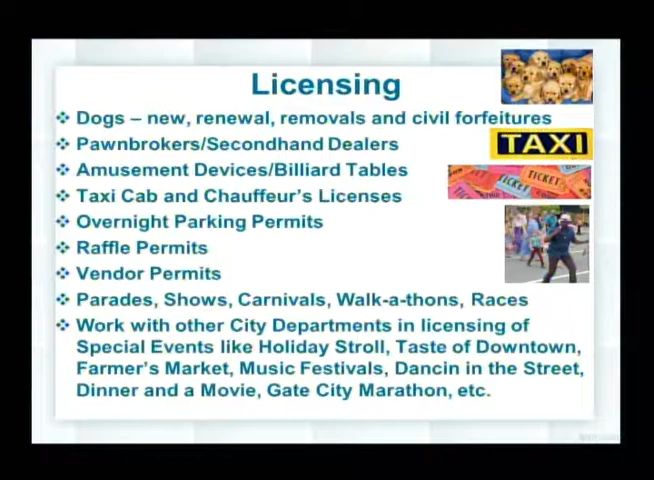 Licensing
❖ Dogs – new, renewal, removals and civil forfeitures
❖ Pawnbrokers/Secondhand Dealers
TAXI
❖ Amusement Devices/Billiard Tables
TICKET
TICKET
❖ Taxi Cab and Chauffeur's Licenses
❖ Overnight Parking Permits
❖ Raffle Permits
❖ Vendor Permits
❖ Parades, Shows, Carnivals, Walk-a-thons, Races
❖ Work with other City Departments in licensing of
Special Events like Holiday Stroll, Taste of Downtown,
Farmer's Market, Music Festivals, Dancin in the Street,
Dinner and a Movie, Gate City Marathon, etc.